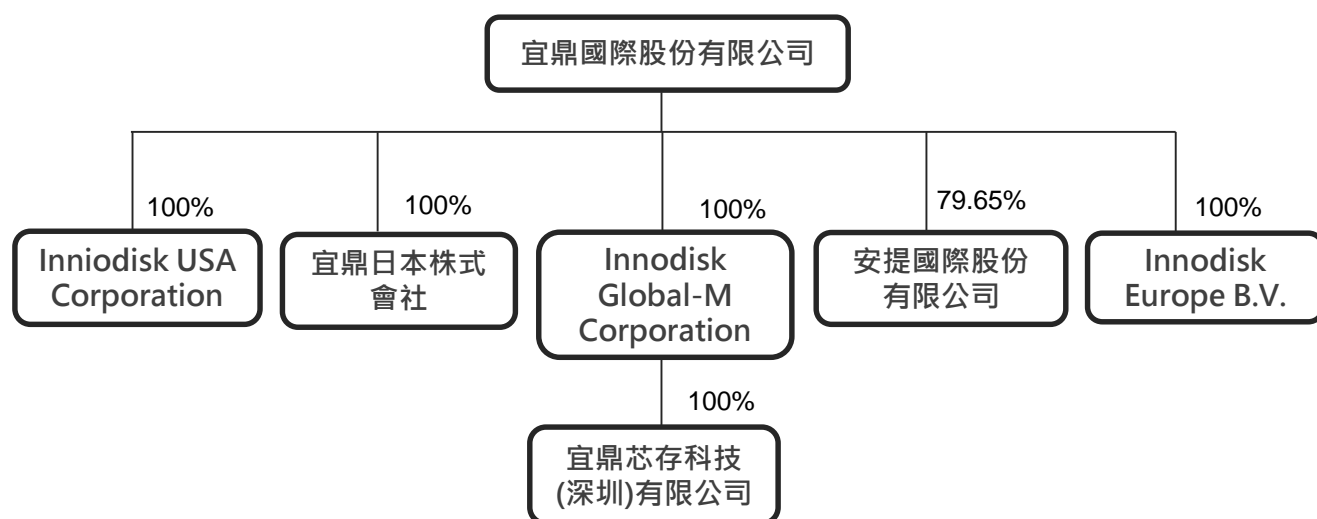 宜鼎國際股份有限公司
100%
100%
100%
79.65%
100%
Inniodisk USA
Corporation
宜鼎日本株式
會社
Innodisk
Global-M
Corporation
安提國際股份
有限公司
Innodisk
Europe B.V.
100%
宜鼎芯存科技
(深圳)有限公司